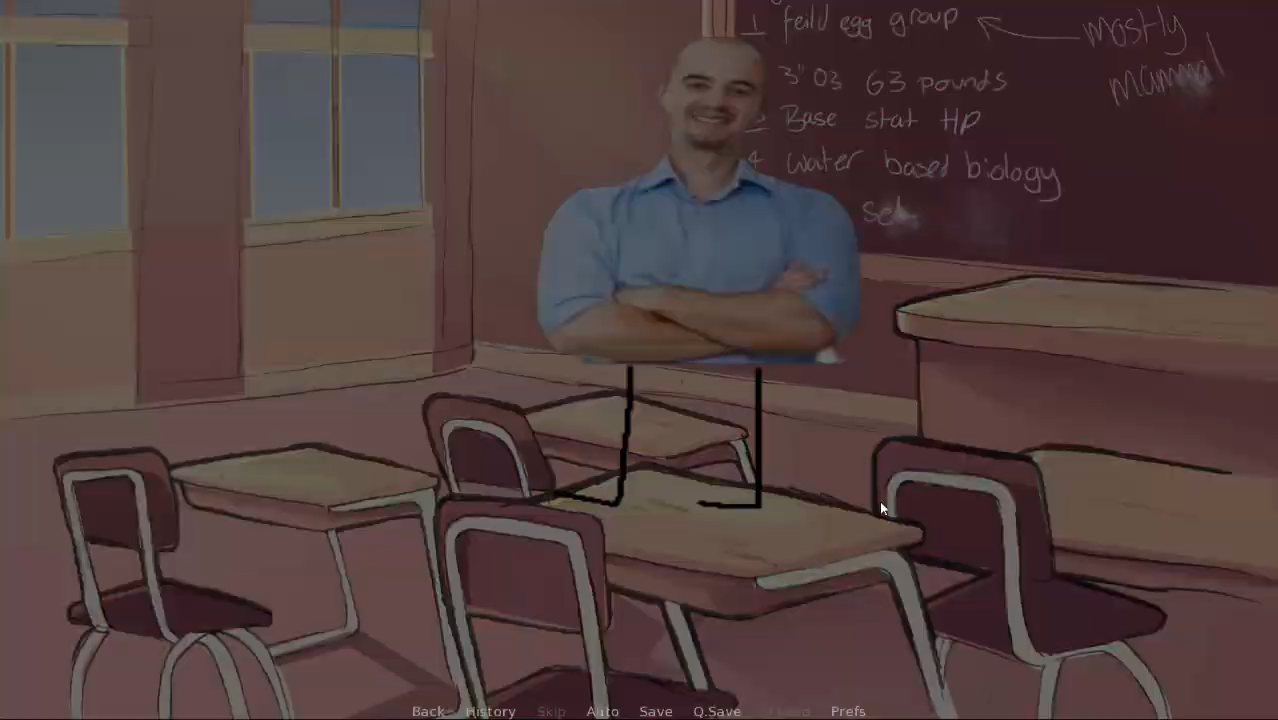 1 feild egg group
mostly
mammal
3" 03 63 pounds
Base stat HP
4 water based biology
Back History Skip Auto Save Q.Save Prefs